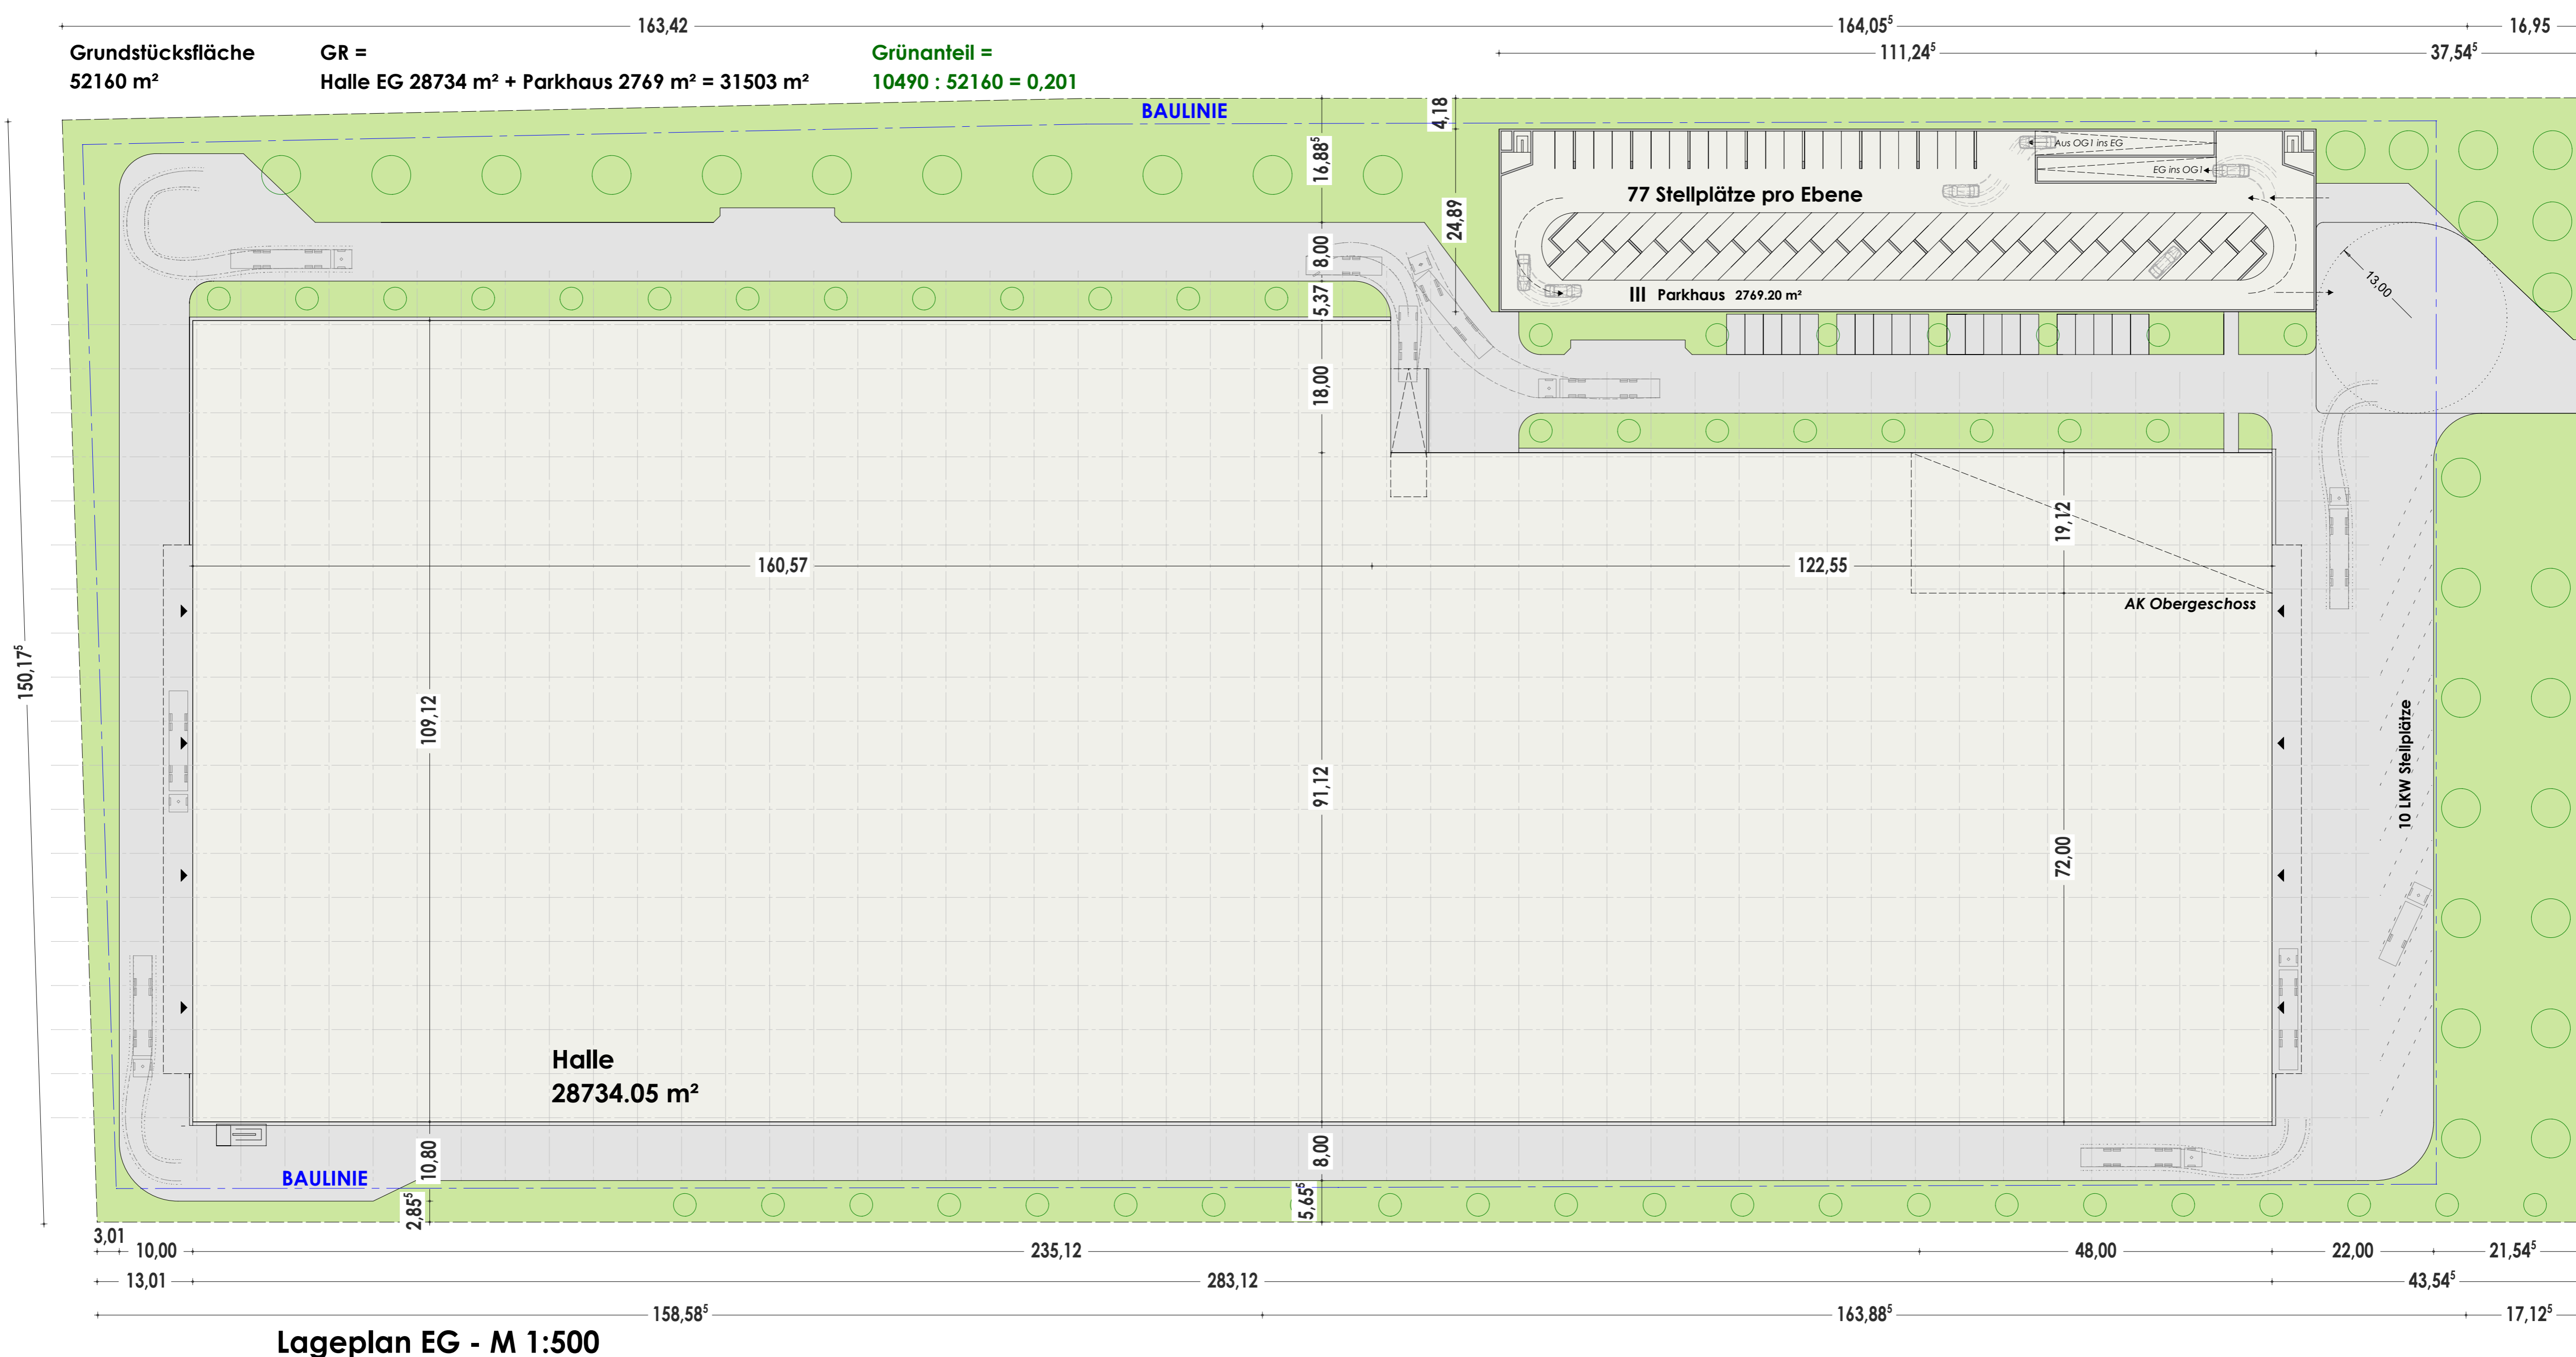 163,42
164,05⁵
16,95
111,24⁵
37,54⁵
Grundstücksfläche
52160 m²
GR =
Halle EG 28734 m² + Parkhaus 2769 m² = 31503 m²
Grünanteil =
10490 : 52160 = 0,201
BAULINIE
4,18
16,88⁵
24,89
8,00
5,37
18,00
Aus OG1 ins EG
EG ins OG1
77 Stellplätze pro Ebene
III Parkhaus 2769.20 m²
13,00
160,57
122,55
19,12
AK Obergeschoss
150,17⁵
109,12
91,12
72,00
10 LKW Stellplätze
Halle
28734.05 m²
BAULINIE
10,80
2,85⁵
8,00
5,65⁵
3,01
10,00
235,12
48,00
22,00
21,54⁵
13,01
283,12
43,54⁵
158,58⁵
163,88⁵
17,12⁵
Lageplan EG - M 1:500